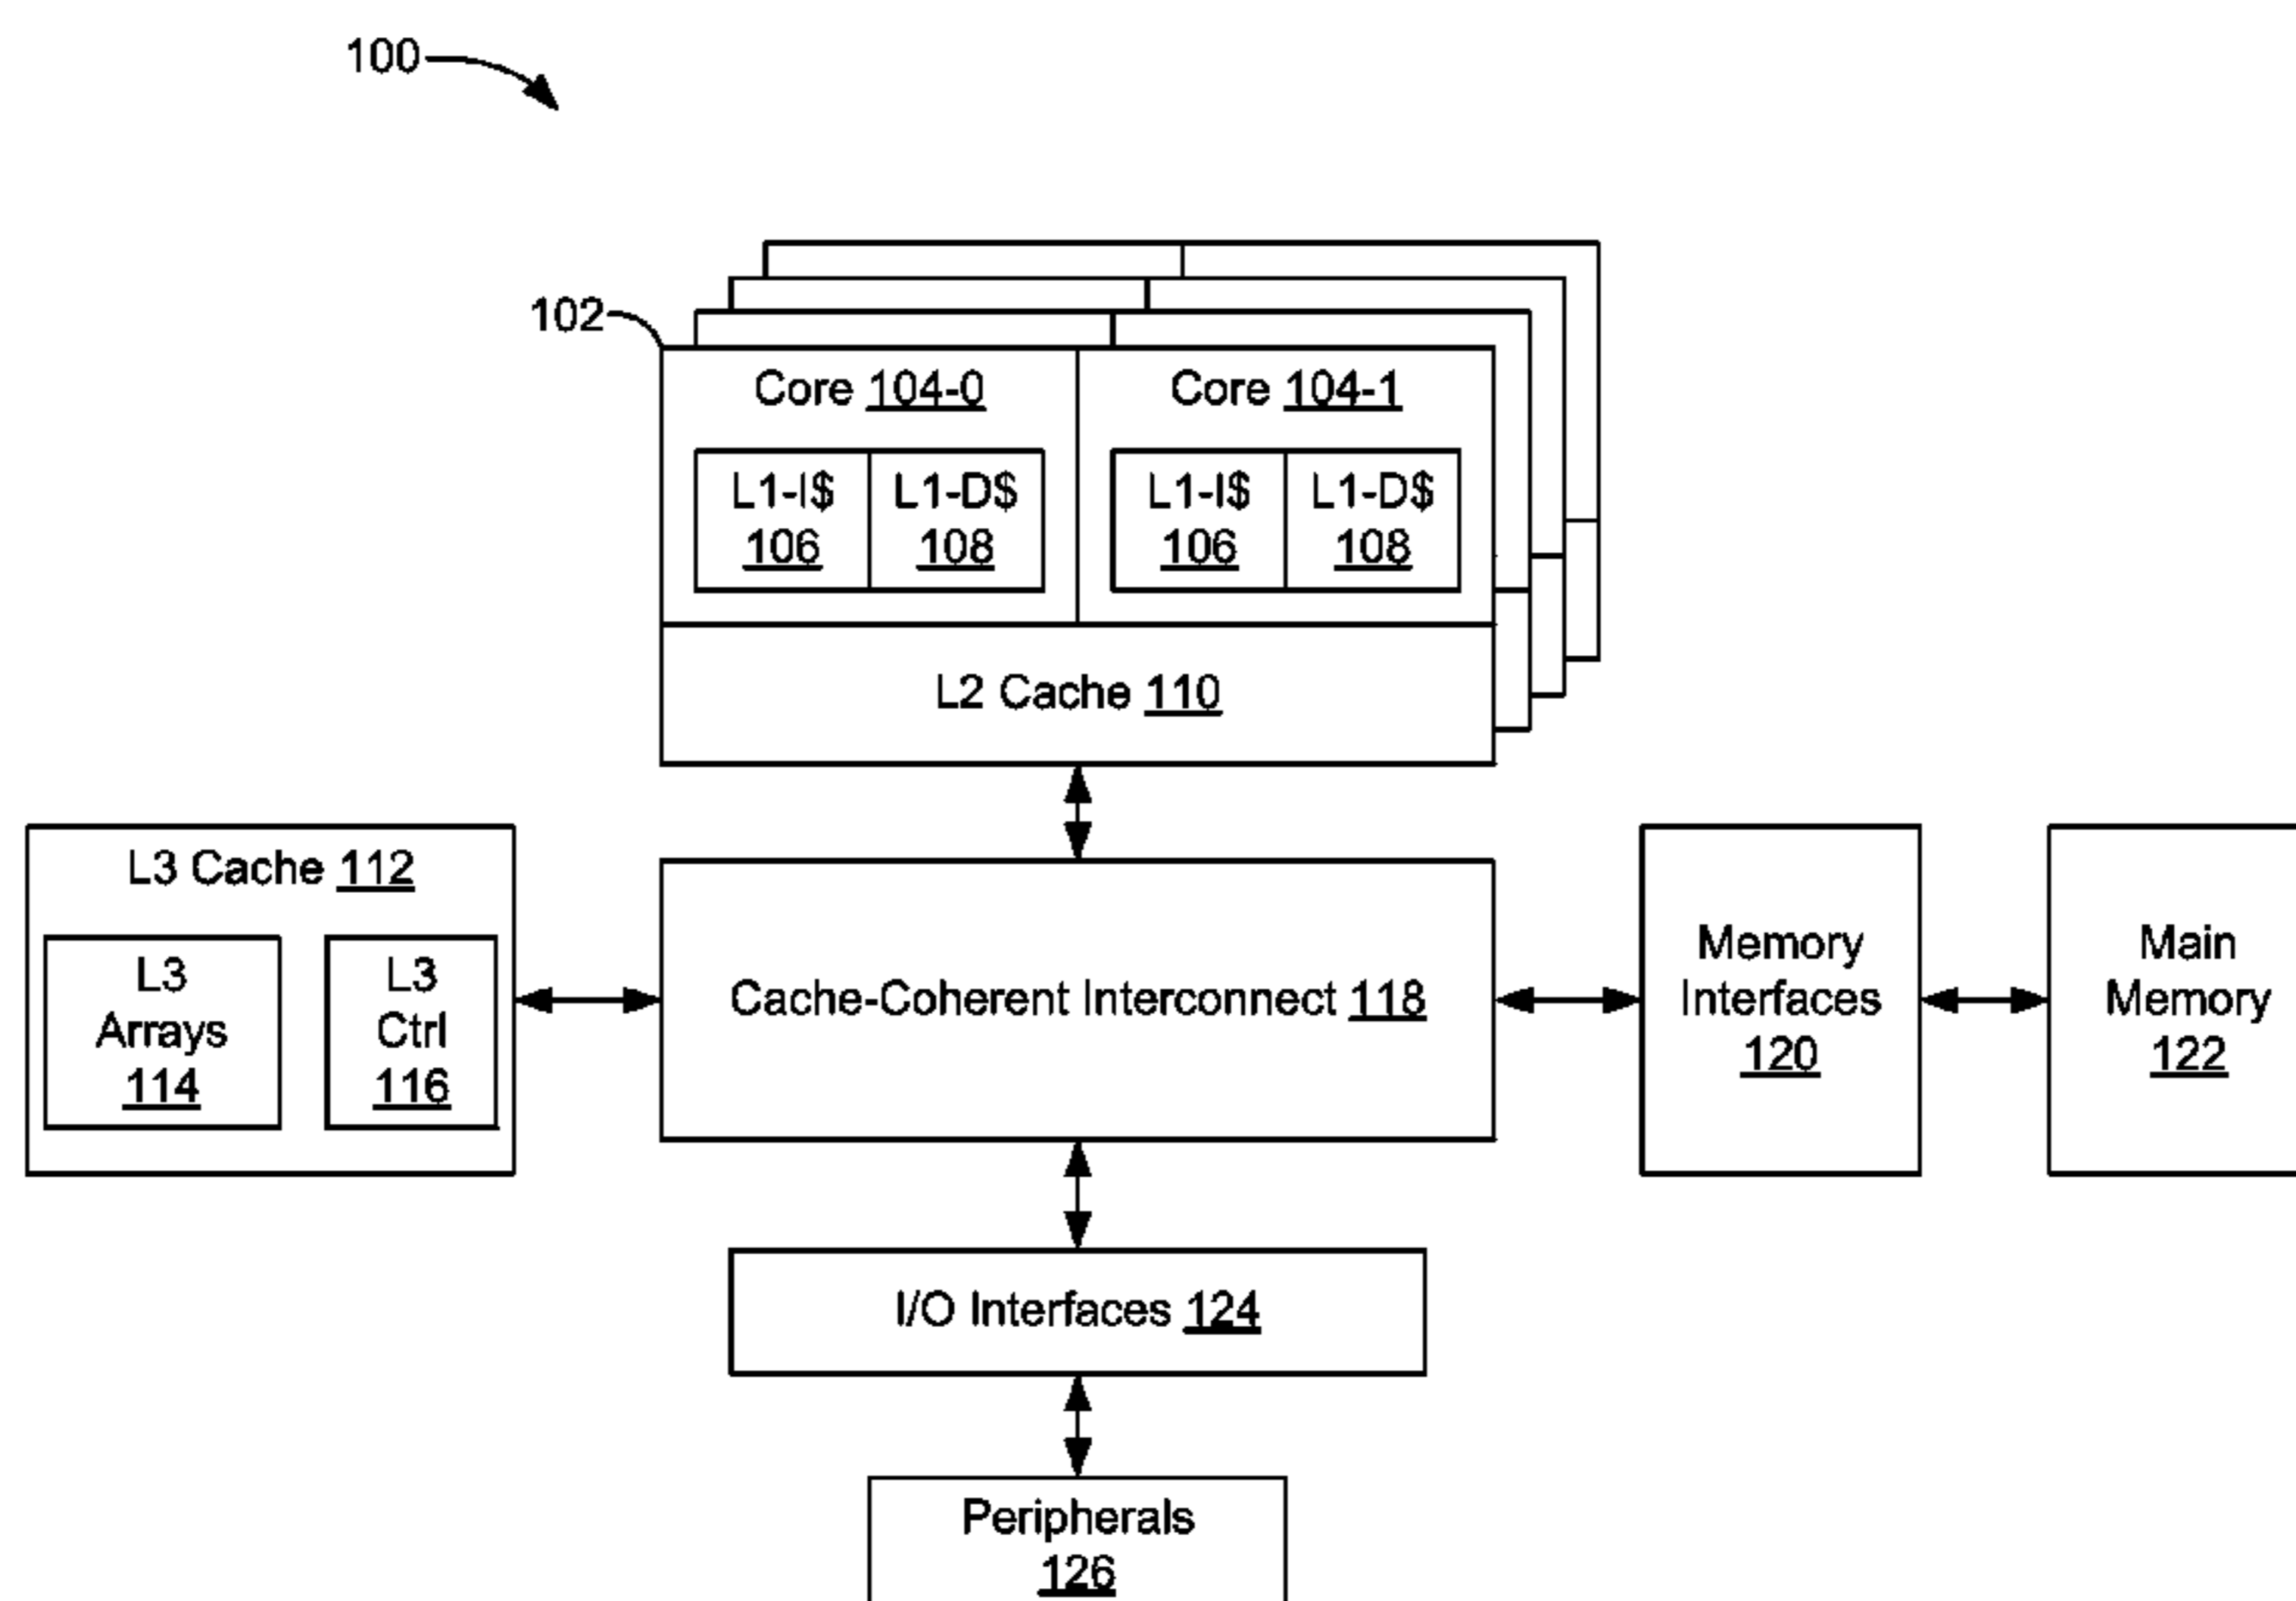 100
102
Core 104-0
Core 104-1
L1-I$
106
L1-D$
108
L1-I$
106
L1-D$
108
L2 Cache 110
L3 Cache 112
L3
Arrays
114
L3
Ctrl
116
Cache-Coherent Interconnect 118
Memory
Interfaces
120
Main
Memory
122
I/O Interfaces 124
Peripherals
126